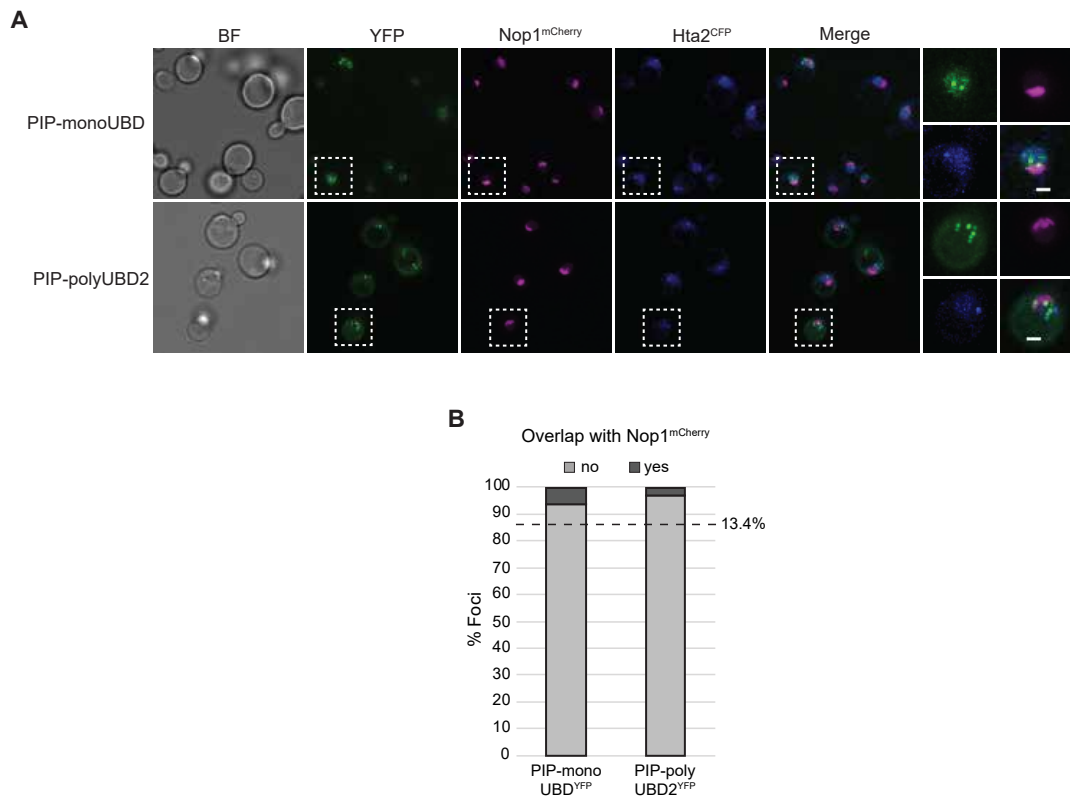 A
BF YFP Nop1mCherry Hta2CFP Merge
PIP-monoUBD
PIP-polyUBD2
B
Overlap with Nop1mCherry
no yes
100
90
13.4%
80
70
60
50
40
30
20
10
0
% Foci
PIP-mono PIP-poly
UBDYFP UBD2YFP